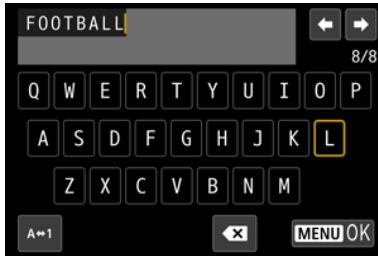 FOOTBALL
8/8
Q W E R T Y U I O P
A S D F G H J K L
Z X C V B N M
A↔1 MENU OK